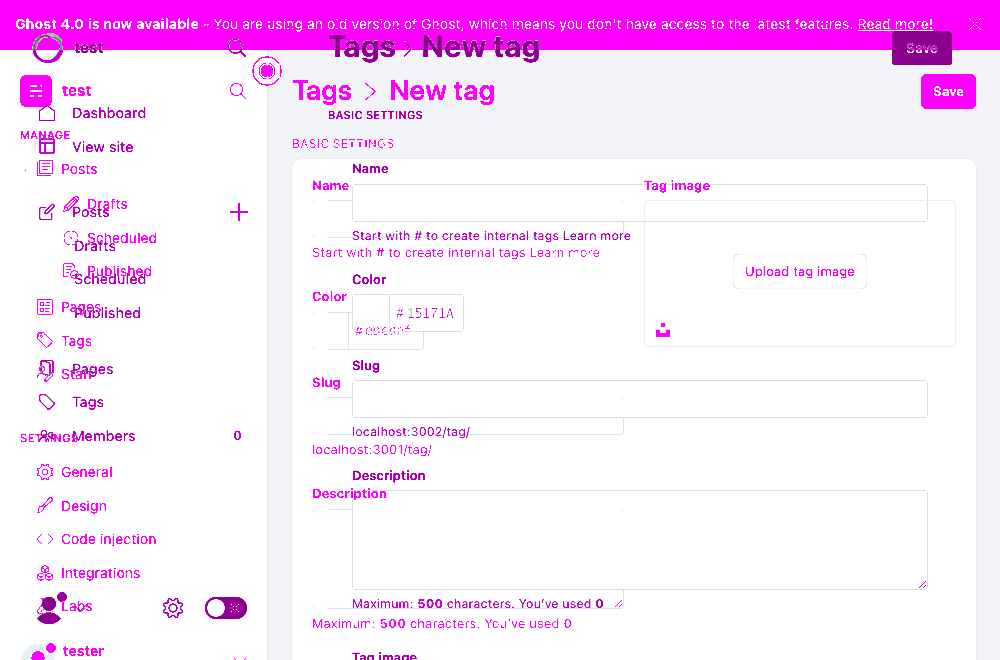 Ghost 4.0 is now available - You are using an old version of Ghost, which means you don't have access to the latest features. Read more!
test
Tags > New tag
Save
test
Tags > New tag
Save
Dashboard
BASIC SETTINGS
MANAGE
BASIC SETTINGS
View site
Posts
Name
Name
Tag image
Drafts
Posts
Scheduled
Start with # to create internal tags Learn more
Drafts
Start with # to create internal tags Learn more
Published
Upload tag image
Scheduled
Color
Color
Pages
Published
# 15171A
Tags
Slug
Pages
Staff
Slug
Tags
localhost:3002/tag/
Members
0
SETTINGS
localhost:3001/tag/
General
Description
Description
Design
Code injection
Integrations
Labs
Maximum: 500 characters. You've used 0
Maximum: 500 characters. You've used 0
tester
Tag image